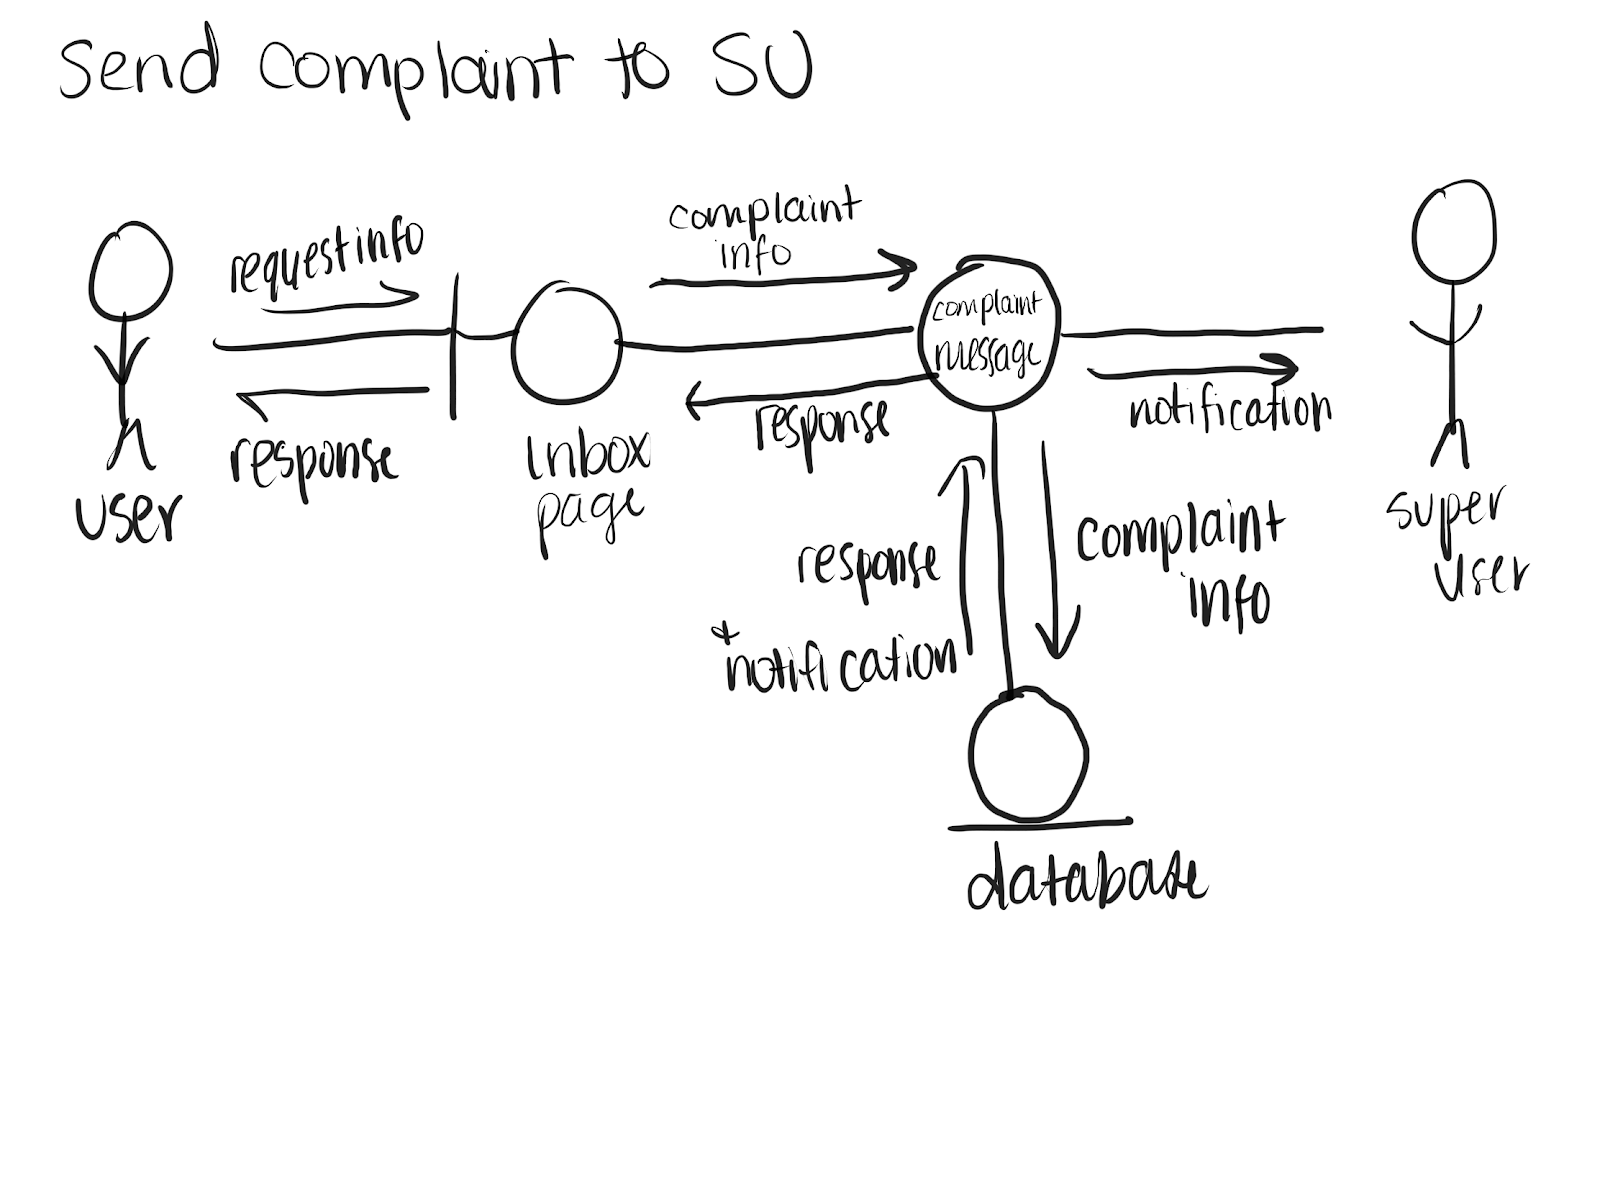 Send complaint to SU
request info
complaint
info
complaint
message
response
response
notification
user
Inbox
page
super
user
response
+
notification
complaint
info
database